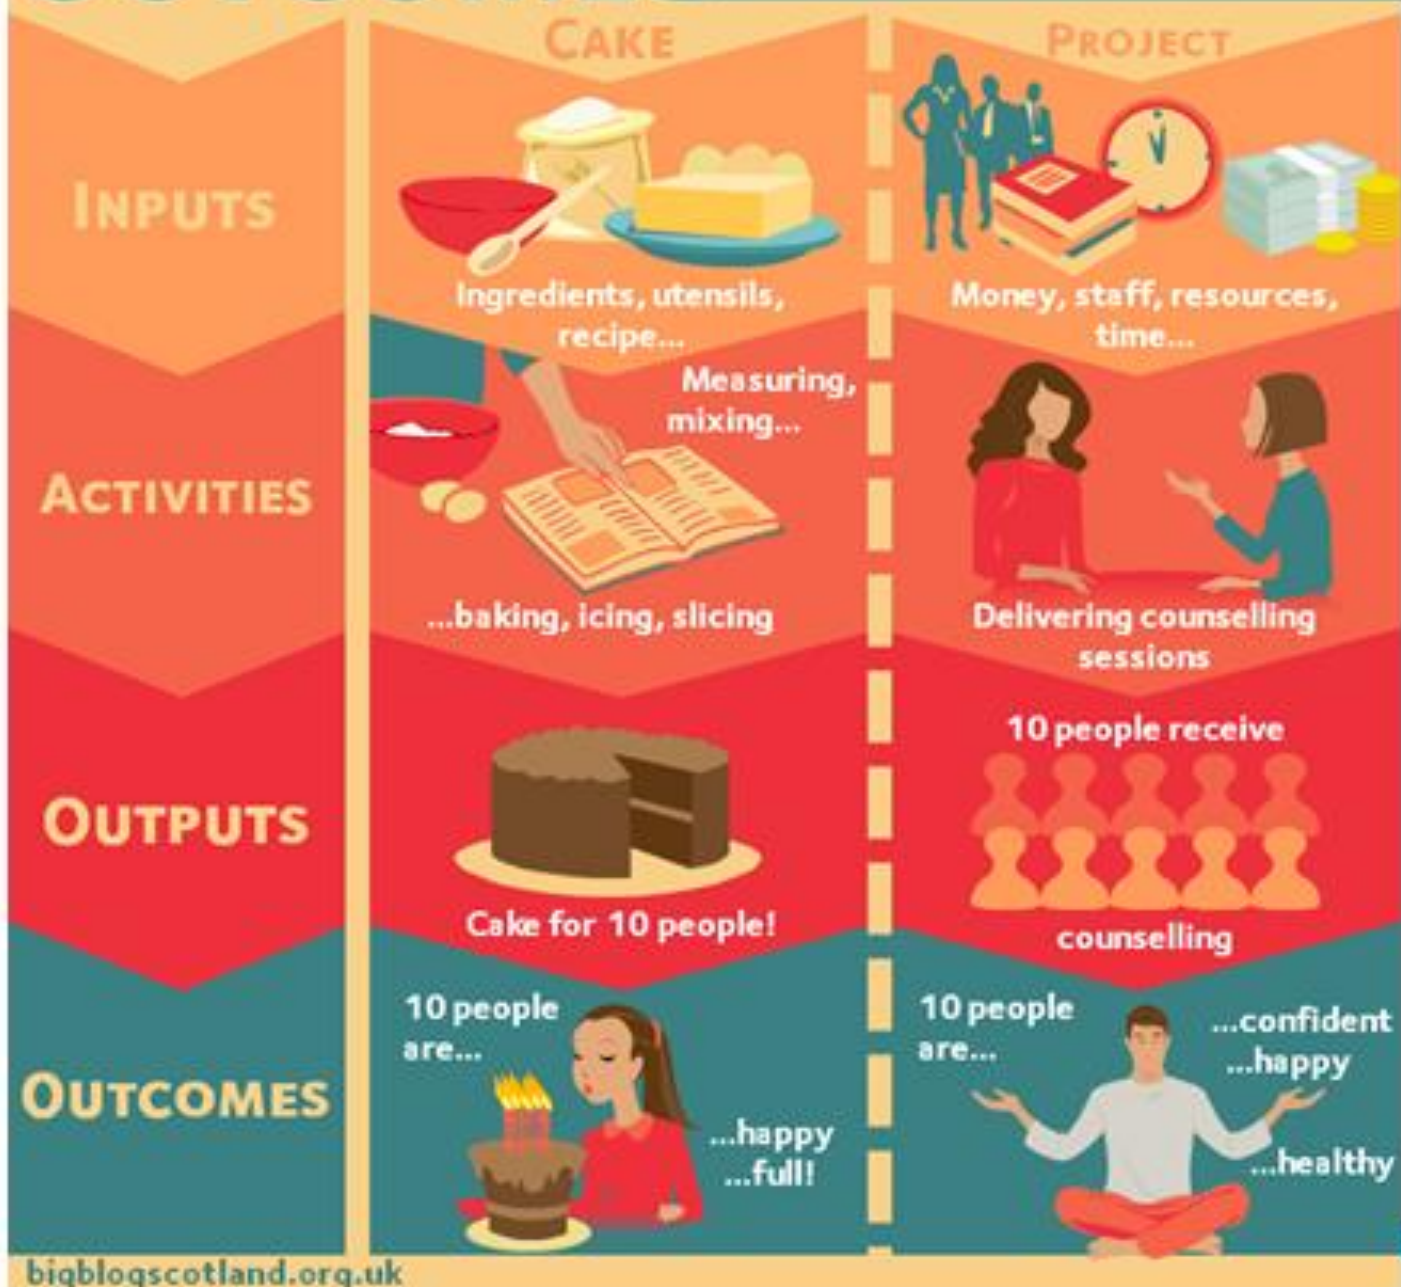 CAKE
PROJECT
INPUTS
Ingredients, utensils,
recipe...
Money, staff, resources,
time...
ACTIVITIES
Measuring,
mixing...
...baking, icing, slicing
Delivering counselling
sessions
OUTPUTS
Cake for 10 people!
10 people receive
counselling
OUTCOMES
10 people
are...
...happy
...full!
10 people
are...
...confident
...happy
...healthy
bigblogscotland.org.uk